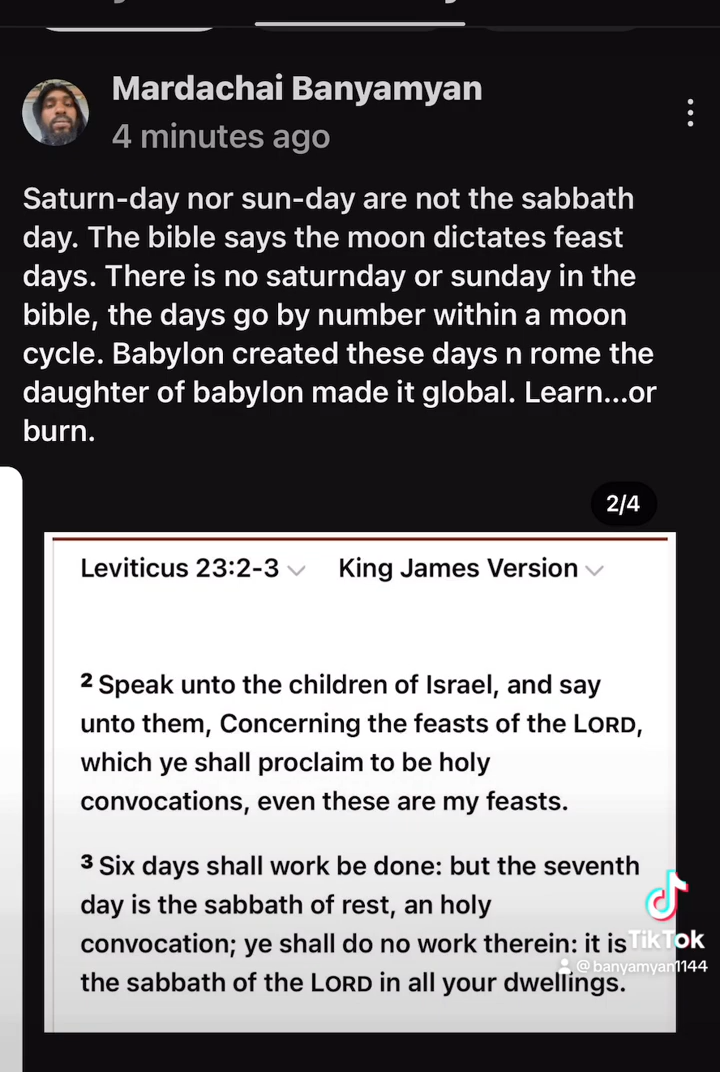 Mardachai Banyamyan
4 minutes ago
Saturn-day nor sun-day are not the sabbath
day. The bible says the moon dictates feast
days. There is no saturnday or sunday in the
bible, the days go by number within a moon
cycle. Babylon created these days n rome the
daughter of babylon made it global. Learn...or
burn.
2/4
Leviticus 23:2-3 King James Version
2 Speak unto the children of Israel, and say
unto them, Concerning the feasts of the LORD,
which ye shall proclaim to be holy
convocations, even these are my feasts.
3 Six days shall work be done: but the seventh
day is the sabbath of rest, an holy
convocation; ye shall do no work therein: it is
the sabbath of the LORD in all your dwellings.
TikTok
@banyamyan1144